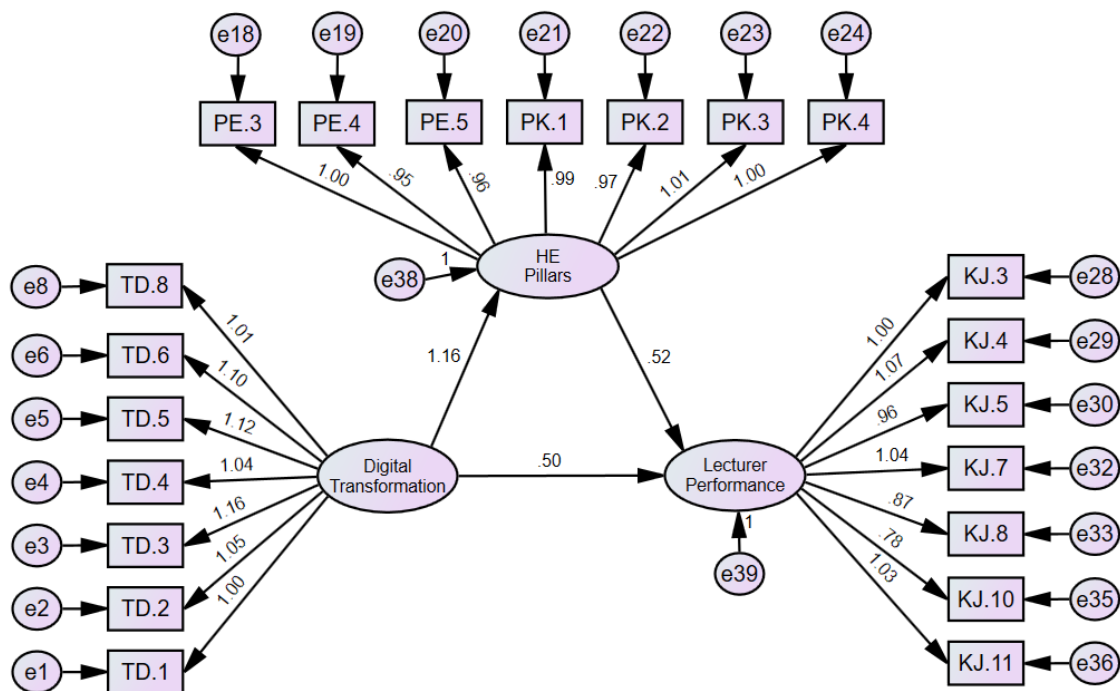 e18 e19 e20 e21 e22 e23 e24
PE.3 PE.4 PE.5 PK.1 PK.2 PK.3 PK.4
1.00 .95 .96 .99 .97 1.01 1.00
HE
Pillars
1
e38
e8 TD.8
e6 TD.6
e5 TD.5
e4 TD.4
e3 TD.3
e2 TD.2
e1 TD.1
1.01
1.10
1.12
1.04
1.16
1.05
1.00
Digital
Transformation
1.16
.52
.50
Lecturer
Performance
1
e39
1.00
1.07
.96
1.04
.87
.78
1.03
KJ.3 e28
KJ.4 e29
KJ.5 e30
KJ.7 e32
KJ.8 e33
KJ.10 e35
KJ.11 e36